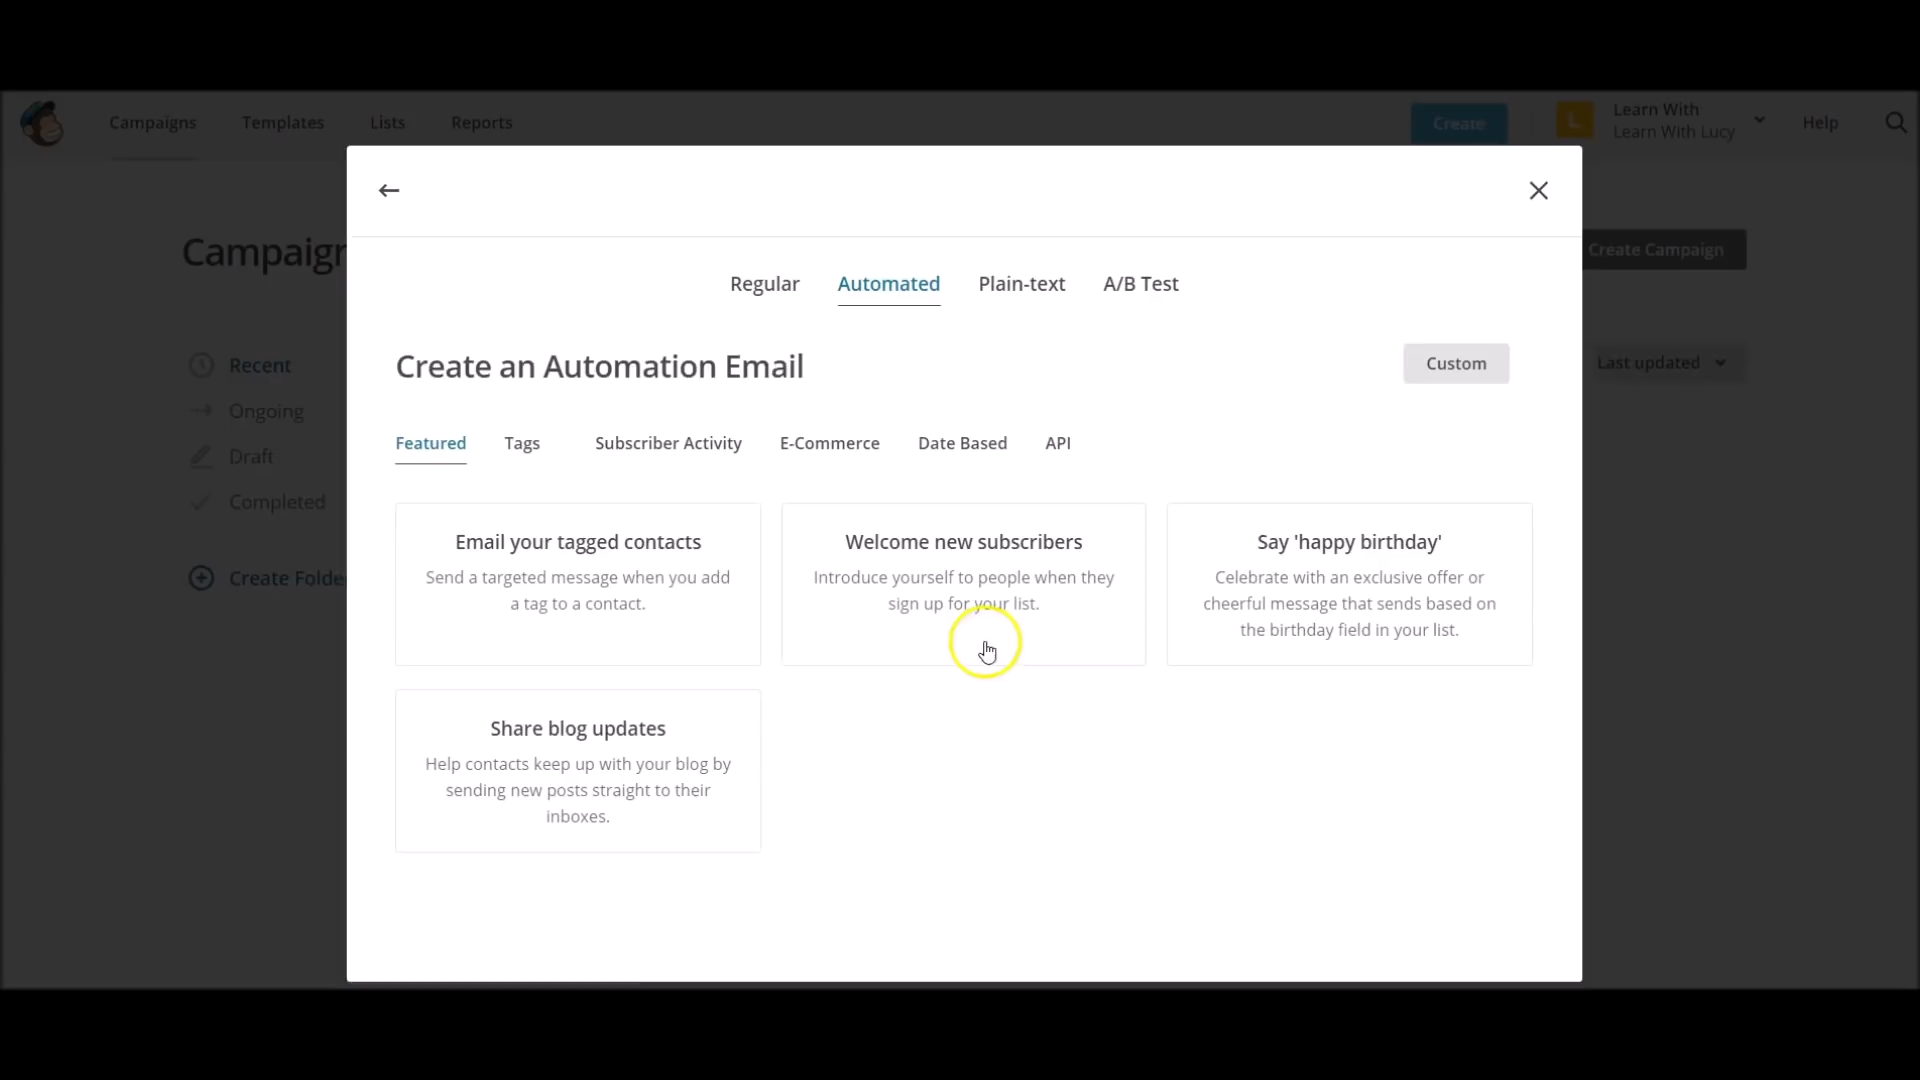 Campaigns
Templates
Lists
Reports
Create
L
Learn With
Learn With Lucy
Help
Campaign
Create Campaign
Regular
Automated
Plain-text
A/B Test
Create an Automation Email
Custom
Recent
Last updated
Ongoing
Draft
Completed
Create Folde
Featured
Tags
Subscriber Activity
E-Commerce
Date Based
API
Email your tagged contacts
Send a targeted message when you add
a tag to a contact.
Welcome new subscribers
Introduce yourself to people when they
sign up for your list.
Say 'happy birthday'
Celebrate with an exclusive offer or
cheerful message that sends based on
the birthday field in your list.
Share blog updates
Help contacts keep up with your blog by
sending new posts straight to their
inboxes.